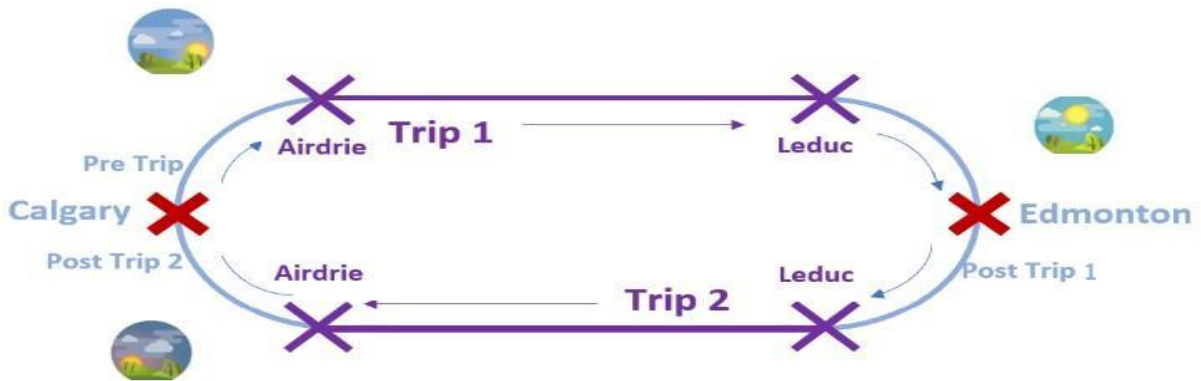 Airdrie
Trip 1
Leduc
Pre Trip
Calgary
Edmonton
Post Trip 2
Airdrie
Leduc
Post Trip 1
Trip 2